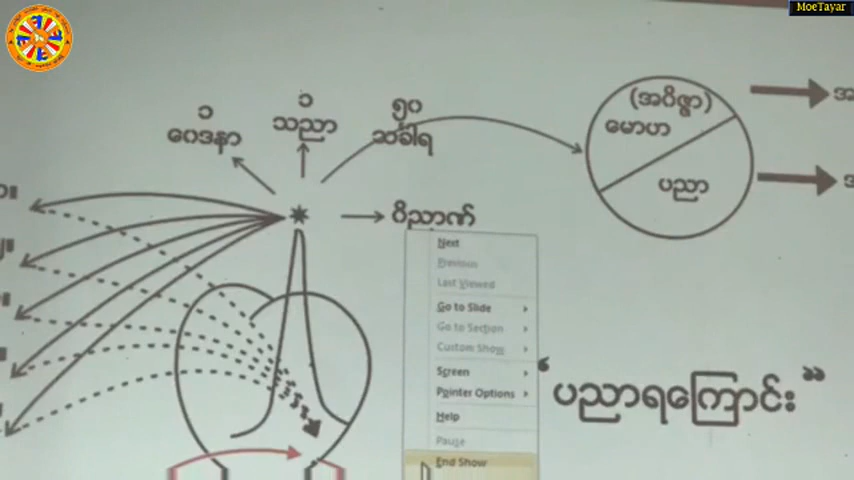 MoeTayar
၁
ဝေဒနာ
၁
သညာ
၅၀
သင်္ခါရ
(အဝိဇ္ဇာ)
မောဟ
ပညာ
ဝိညာဏ်
Next
Previous
Last Viewed
Go to Slide
Go to Section
Custom Show
Screen
Pointer Options
Help
Pause
End Show
“ပညာရကြောင်း”